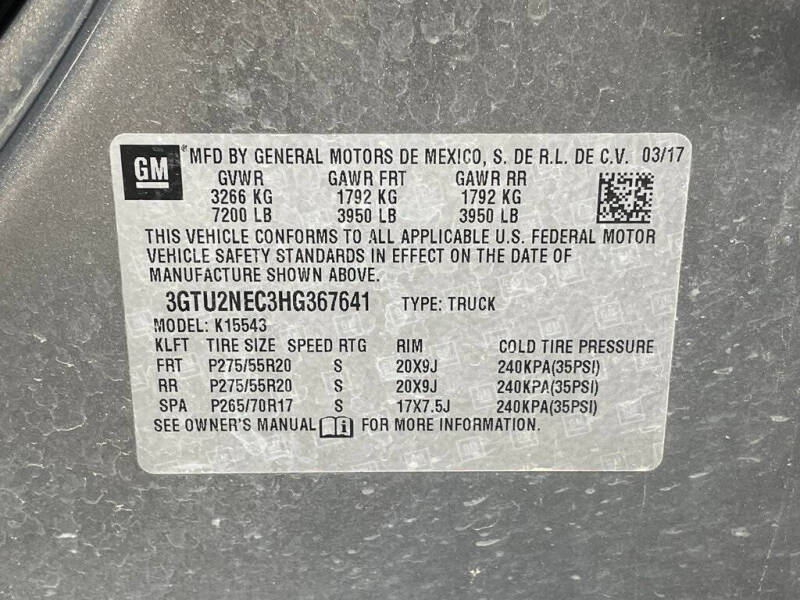 GM ® MFD BY GENERAL MOTORS DE MEXICO, S. DE R.L. DE C.V. 03/17
GVWR GAWR FRT GAWR RR
3266 KG 1792 KG 1792 KG
7200 LB 3950 LB 3950 LB
THIS VEHICLE CONFORMS TO ALL APPLICABLE U.S. FEDERAL MOTOR
VEHICLE SAFETY STANDARDS IN EFFECT ON THE DATE OF
MANUFACTURE SHOWN ABOVE.
3GTU2NEC3HG367641 TYPE: TRUCK
MODEL: K15543
KLFT TIRE SIZE SPEED RTG RIM COLD TIRE PRESSURE
FRT P275/55R20 S 20X9J 240KPA(35PSI)
RR P275/55R20 S 20X9J 240KPA(35PSI)
SPA P265/70R17 S 17X7.5J 240KPA(35PSI)
SEE OWNER'S MANUAL i FOR MORE INFORMATION.